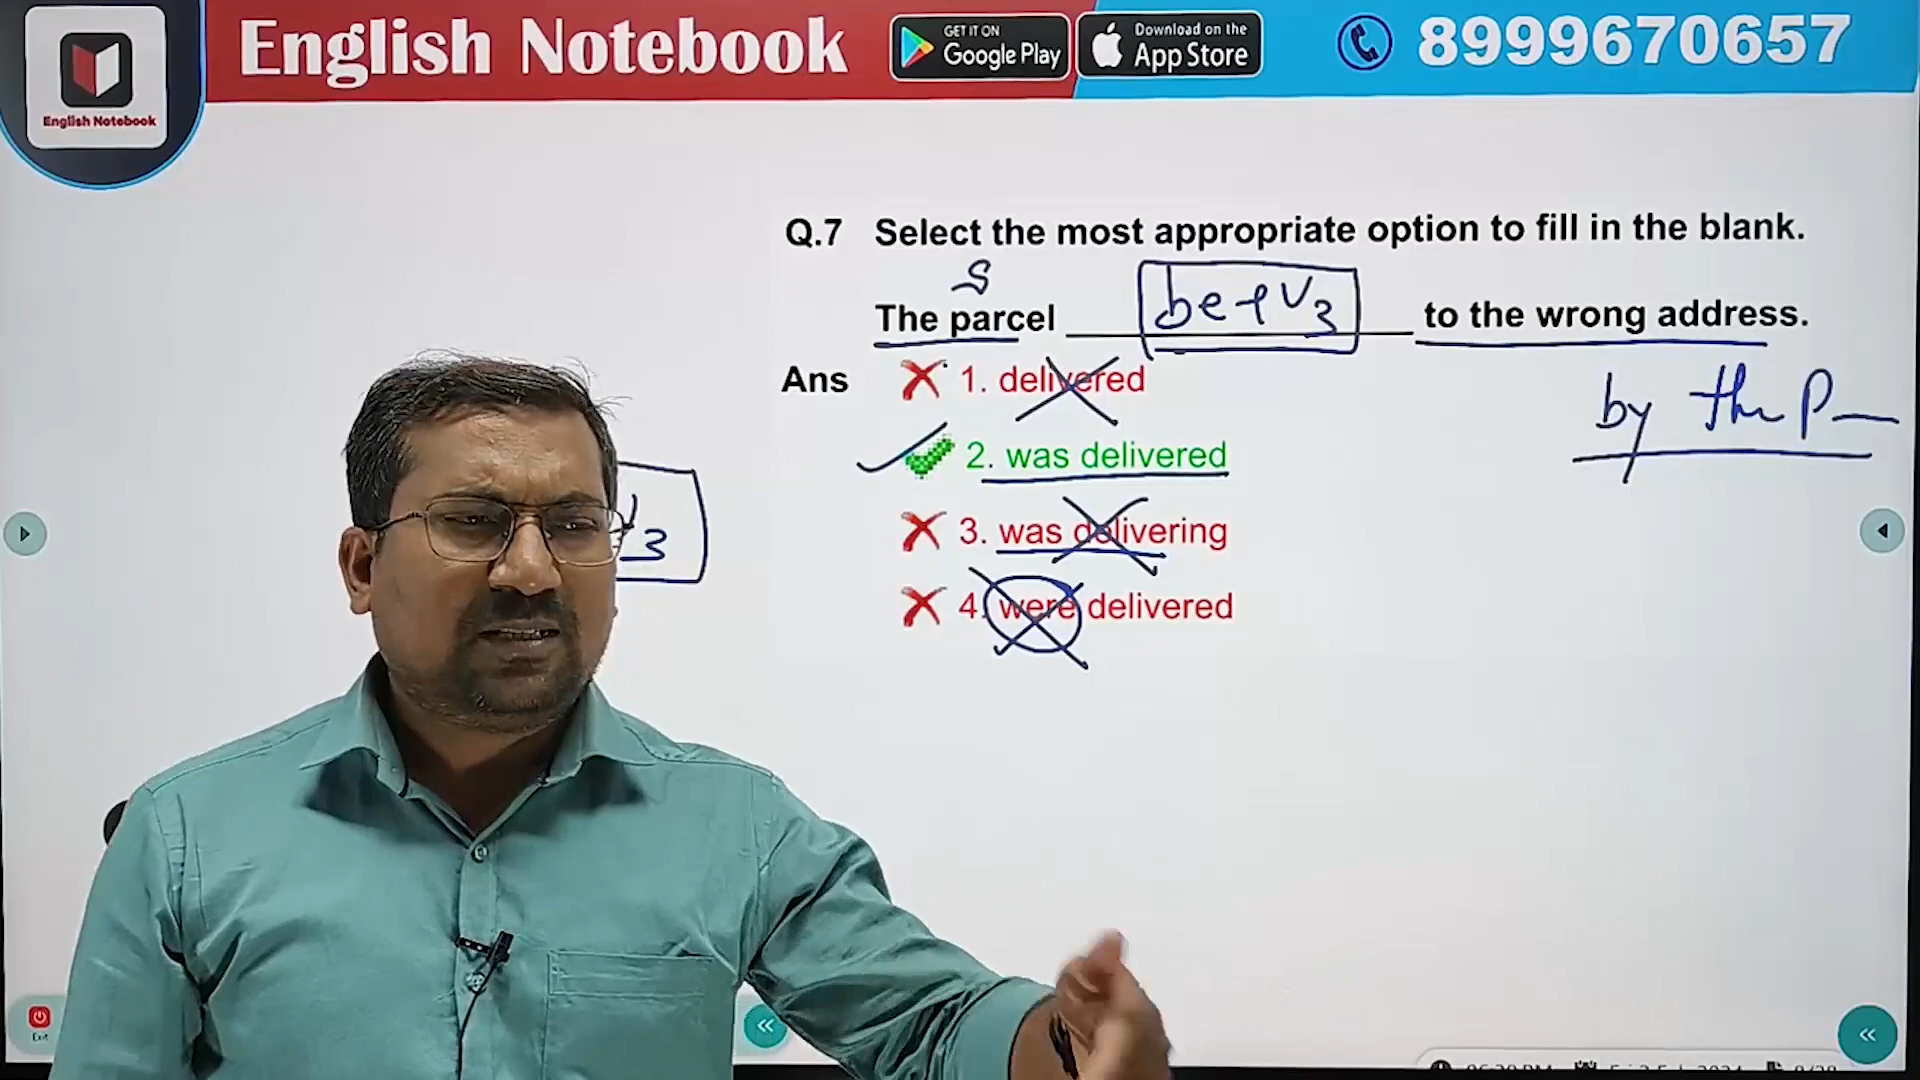 English Notebook
English Notebook
GET IT ON
Google Play
Download on the
App Store
8999670657
Q.7 Select the most appropriate option to fill in the blank.
S
The parcel be + V3 to the wrong address.
by the P
Ans 1. delivered
2. was delivered
3. was delivering
4. were delivered
V3
Exit